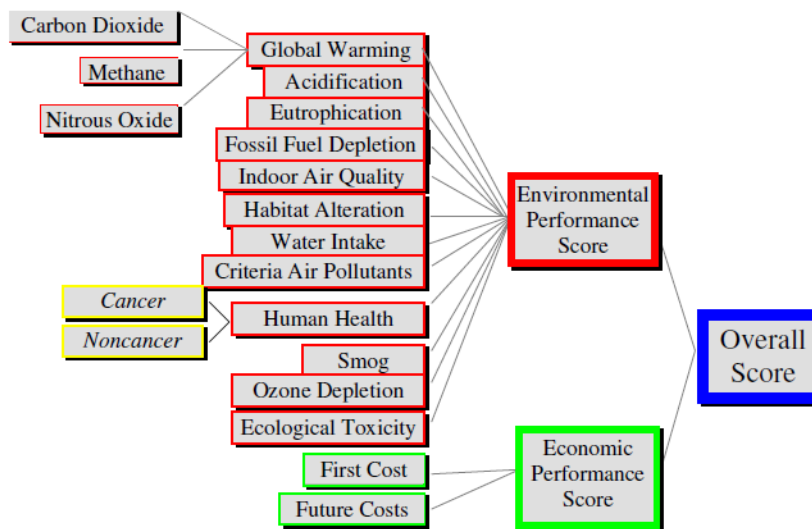 Carbon Dioxide
Methane
Nitrous Oxide
Global Warming
Acidification
Eutrophication
Fossil Fuel Depletion
Indoor Air Quality
Habitat Alteration
Water Intake
Criteria Air Pollutants
Cancer
Noncancer
Human Health
Smog
Ozone Depletion
Ecological Toxicity
First Cost
Future Costs
Environmental
Performance
Score
Economic
Performance
Score
Overall
Score